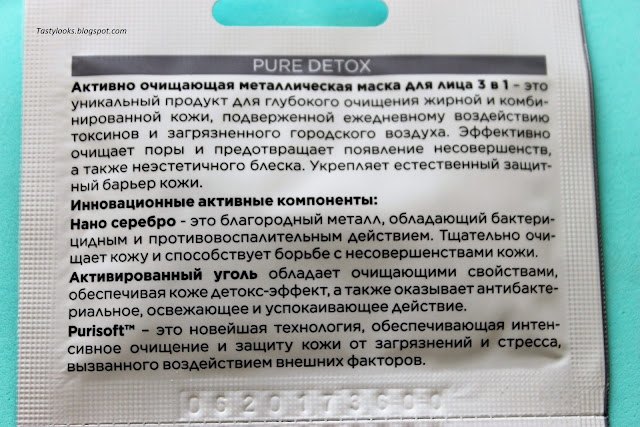 Tastylooks.blogspot.com
PURE DETOX
Активно очищающая металлическая маска для лица 3 в 1 – это
уникальный продукт для глубокого очищения жирной и комби-
нированной кожи, подверженной ежедневному воздействию
токсинов и загрязненного городского воздуха. Эффективно
очищает поры и предотвращает появление несовершенств,
а также неэстетичного блеска. Укрепляет естественный защит-
ный барьер кожи.
Инновационные активные компоненты:
Нано серебро - это благородный металл, обладающий бактери-
цидным и противовоспалительным действием. Тщательно очи-
щает кожу и способствует борьбе с несовершенствами кожи.
Активированный уголь обладает очищающими свойствами,
обеспечивая коже детокс-эффект, а также оказывает антибакте-
риальное, освежающее и успокаивающее действие.
Purisoft™ – это новейшая технология, обеспечивающая интен-
сивное очищение и защиту кожи от загрязнений и стресса,
вызванного воздействием внешних факторов.
0620173600